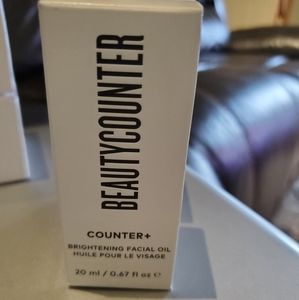 BEAUTYCOUNTER
COUNTER+
BRIGHTENING FACIAL OIL
HUILE POUR LE VISAGE
20 ml / 0.67 fl oz ℮